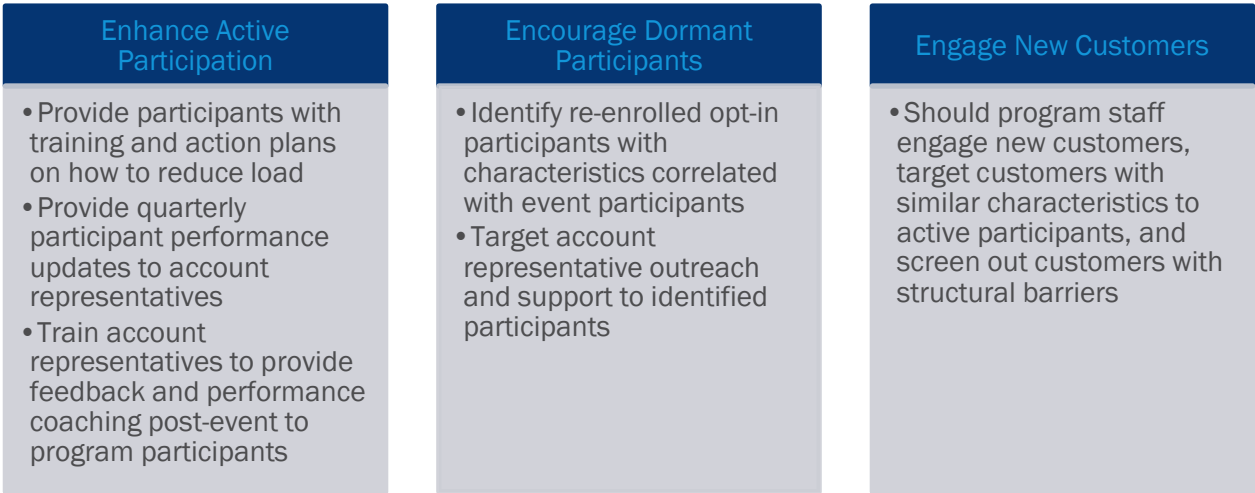 Enhance Active
Participation
•Provide participants with
training and action plans
on how to reduce load
•Provide quarterly
participant performance
updates to account
representatives
•Train account
representatives to provide
feedback and performance
coaching post-event to
program participants
Encourage Dormant
Participants
•Identify re-enrolled opt-in
participants with
characteristics correlated
with event participants
•Target account
representative outreach
and support to identified
participants
Engage New Customers
•Should program staff
engage new customers,
target customers with
similar characteristics to
active participants, and
screen out customers with
structural barriers